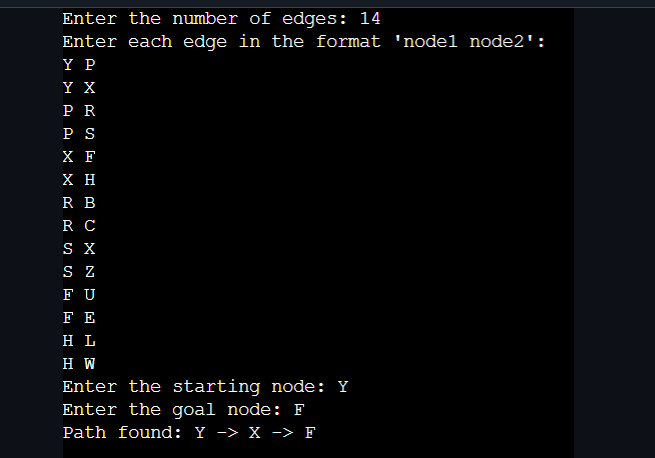 Enter the number of edges: 14
Enter each edge in the format 'node1 node2':
Y P
Y X
P R
P S
X F
X H
R B
R C
S X
S Z
F U
F E
H L
H W
Enter the starting node: Y
Enter the goal node: F
Path found: Y -> X -> F